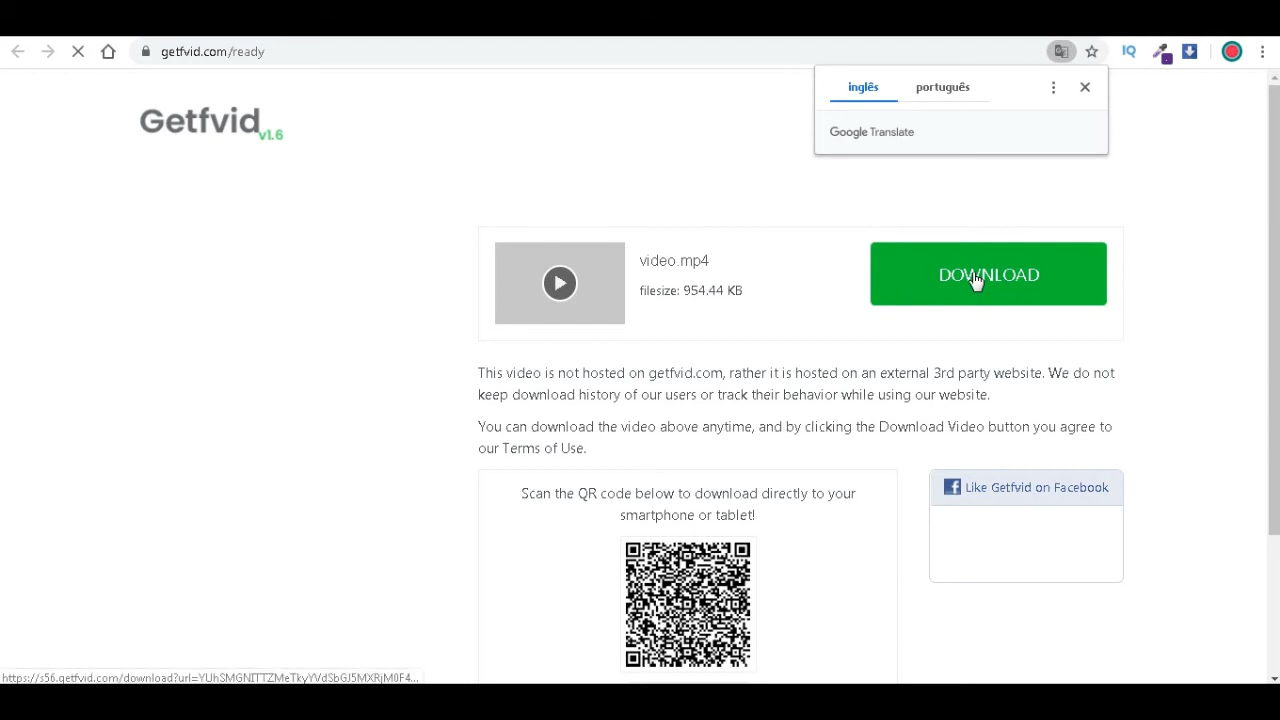 getfvid.com/ready
IQ
inglês português
Google Translate
Getfvid v1.6
video.mp4
filesize: 954.44 KB
DOWNLOAD
This video is not hosted on getfvid.com, rather it is hosted on an external 3rd party website. We do not
keep download history of our users or track their behavior while using our website.
You can download the video above anytime, and by clicking the Download Video button you agree to
our Terms of Use.
Scan the QR code below to download directly to your
smartphone or tablet!
Like Getfvid on Facebook